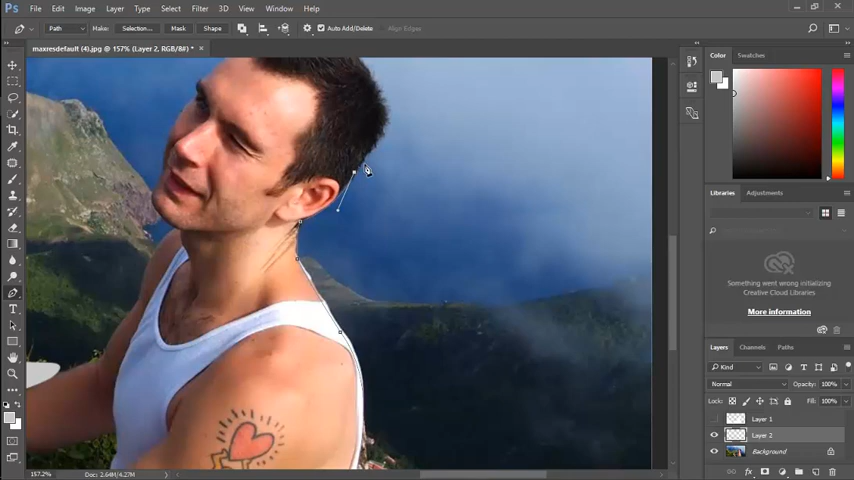 Ps File Edit Image Layer Type Select Filter 3D View Window Help
Path Make: Selection... Mask Shape Auto Add/Delete Align Edges
maxresdefault (4).jpg @ 157% (Layer 2, RGB/8#) * ×
Color Swatches
Libraries Adjustments
Something went wrong initializing
Creative Cloud Libraries
More information
Layers Channels Paths
Kind
Normal Opacity: 100%
Lock: Fill: 100%
Layer 1
Layer 2
Background
157.2% Doc: 2.64M/4.27M
fx